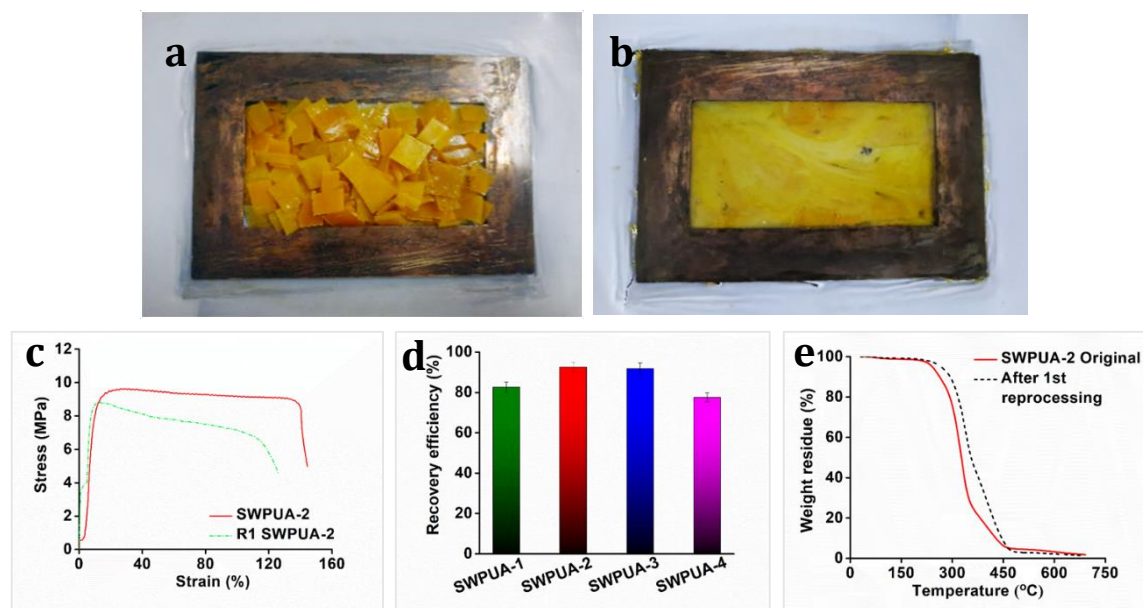 a
b
c
12
10
8
6
4
2
0
0
40
80
120
160
Stress (MPa)
Strain (%)
SWPUA-2
R1 SWPUA-2
d
100
80
60
40
20
0
Recovery efficiency (%)
SWPUA-1
SWPUA-2
SWPUA-3
SWPUA-4
e
100
80
60
40
20
0
0
150
300
450
600
750
Weight residue (%)
Temperature (°C)
SWPUA-2 Original
After 1st
reprocessing